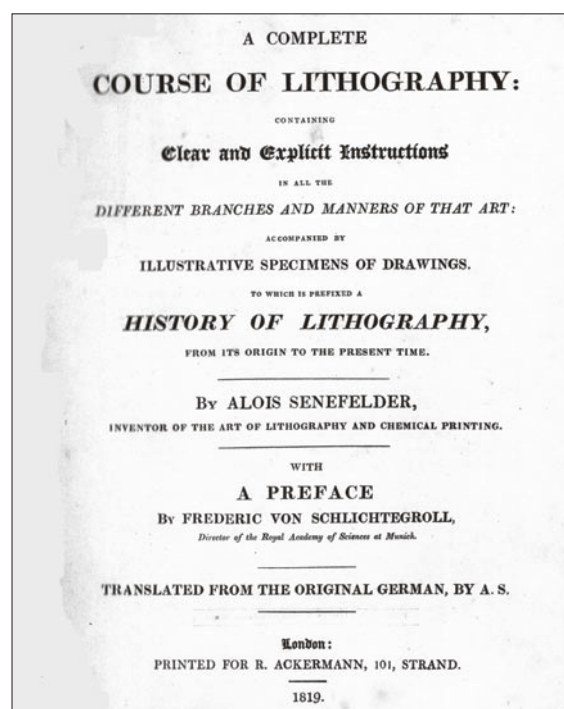 A COMPLETE
COURSE OF LITHOGRAPHY:
CONTAINING
Clear and Explicit Instructions
IN ALL THE
DIFFERENT BRANCHES AND MANNERS OF THAT ART:
ACCOMPANIED BY
ILLUSTRATIVE SPECIMENS OF DRAWINGS.
TO WHICH IS PREFIXED A
HISTORY OF LITHOGRAPHY,
FROM ITS ORIGIN TO THE PRESENT TIME.
BY ALOIS SENEFELDER,
INVENTOR OF THE ART OF LITHOGRAPHY AND CHEMICAL PRINTING.
WITH
A PREFACE
BY FREDERIC VON SCHLICHTEGROLL,
Director of the Royal Academy of Sciences at Munich.
TRANSLATED FROM THE ORIGINAL GERMAN, BY A. S.
London:
PRINTED FOR R. ACKERMANN, 101, STRAND.
1819.